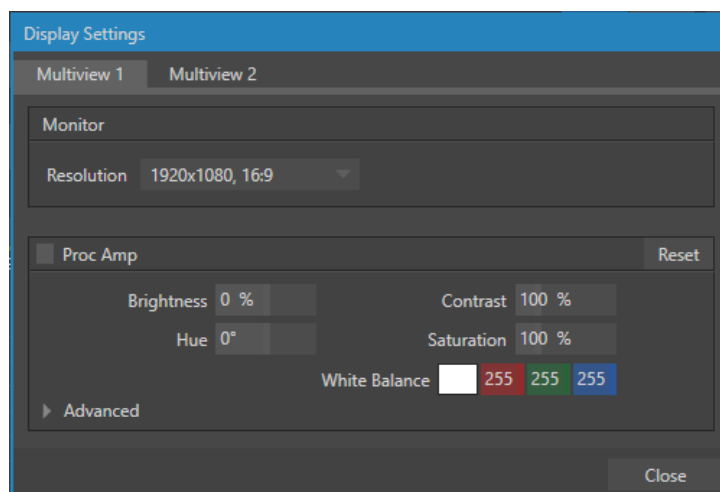 Display Settings
Multiview 1 Multiview 2
Monitor
Resolution 1920x1080, 16:9
Proc Amp Reset
Brightness 0 % Contrast 100 %
Hue 0° Saturation 100 %
White Balance 255 255 255
Advanced
Close